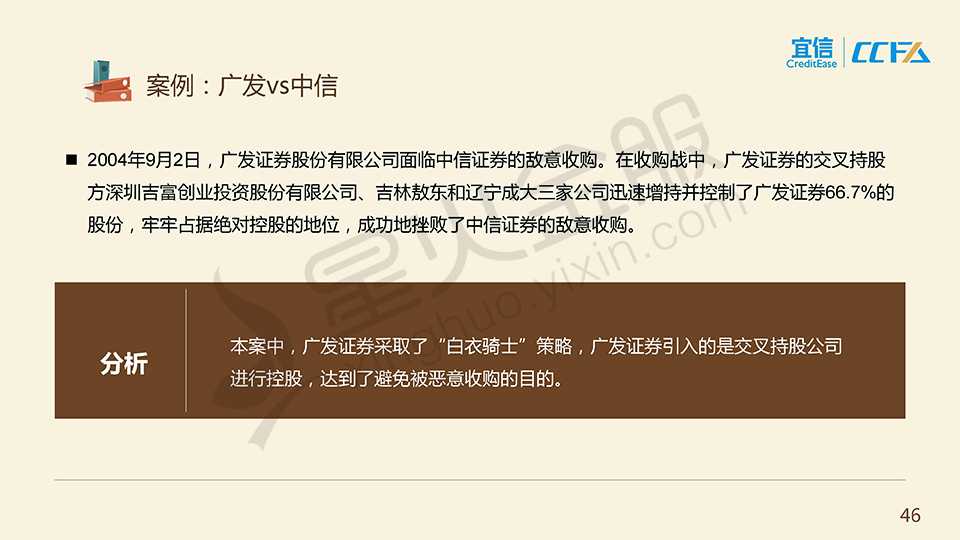 宜信
CreditEase
CCFA
案例：广发vs中信
■ 2004年9月2日，广发证券股份有限公司面临中信证券的敌意收购。在收购战中，广发证券的交叉持股
方深圳吉富创业投资股份有限公司、吉林敖东和辽宁成大三家公司迅速增持并控制了广发证券66.7%的
股份，牢牢占据绝对控股的地位，成功地挫败了中信证券的敌意收购。
星火金服
xinghuo.yixin.com
分析
本案中，广发证券采取了“白衣骑士”策略，广发证券引入的是交叉持股公司
进行控股，达到了避免被恶意收购的目的。
46